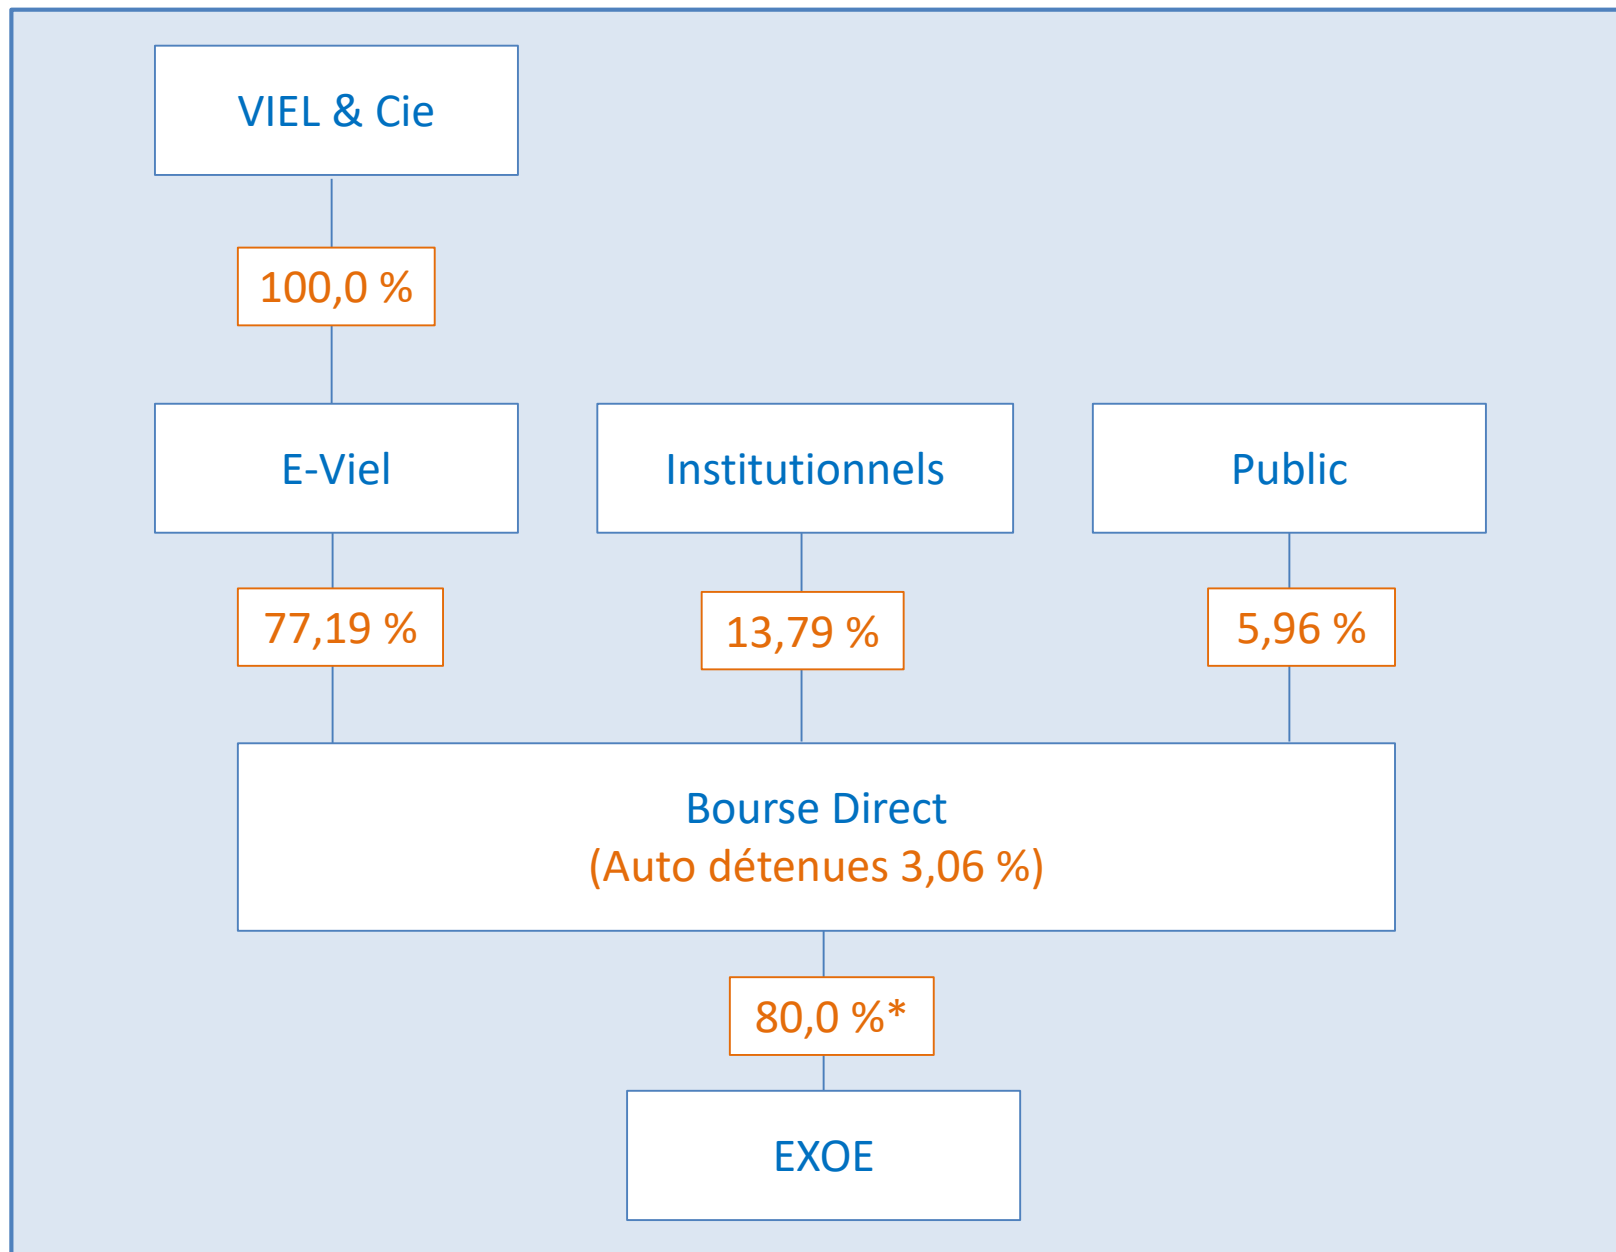 VIEL & Cie
100,0 %
E-Viel
Institutionnels
Public
77,19 %
13,79 %
5,96 %
Bourse Direct
(Auto détenues 3,06 %)
80,0 %*
EXOE